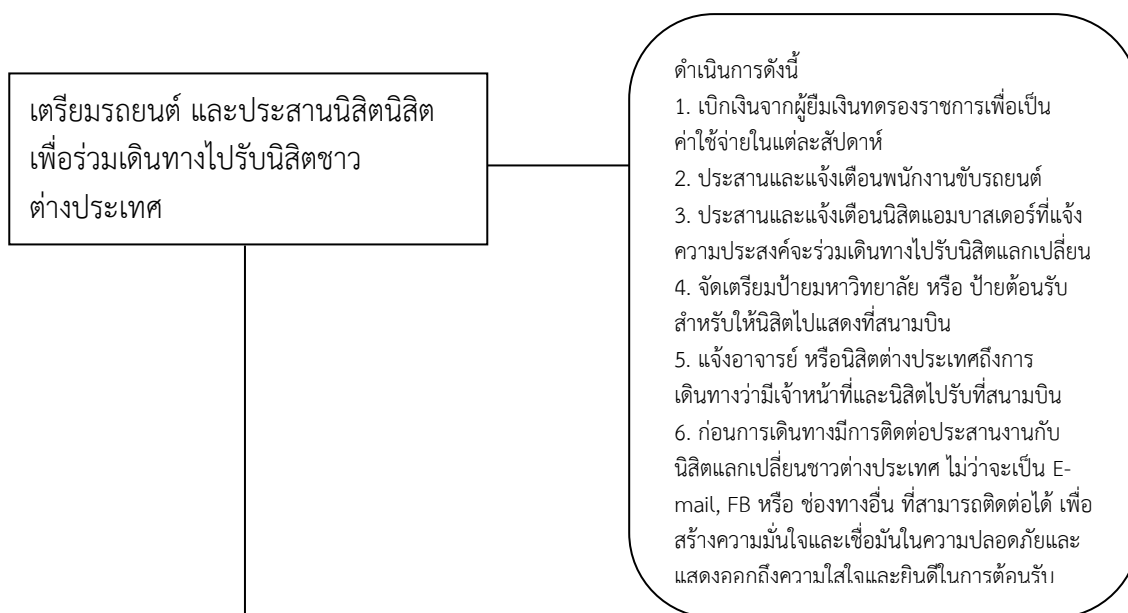 เตรียมรถยนต์ และประสานนิสิตนิสิต
เพื่อร่วมเดินทางไปรับนิสิตชาว
ต่างประเทศ
ดำเนินการดังนี้
1. เบิกเงินจากผู้ยืมเงินทดรองราชการเพื่อเป็น
ค่าใช้จ่ายในแต่ละสัปดาห์
2. ประสานและแจ้งเตือนพนักงานขับรถยนต์
3. ประสานและแจ้งเตือนนิสิตแอมบาสเดอร์ที่แจ้ง
ความประสงค์จะร่วมเดินทางไปรับนิสิตแลกเปลี่ยน
4. จัดเตรียมป้ายมหาวิทยาลัย หรือ ป้ายต้อนรับ
สำหรับให้นิสิตไปแสดงที่สนามบิน
5. แจ้งอาจารย์ หรือนิสิตต่างประเทศถึงการ
เดินทางว่ามีเจ้าหน้าที่และนิสิตไปรับที่สนามบิน
6. ก่อนการเดินทางมีการติดต่อประสานงานกับ
นิสิตแลกเปลี่ยนชาวต่างประเทศ ไม่ว่าจะเป็น E-
mail, FB หรือ ช่องทางอื่น ที่สามารถติดต่อได้ เพื่อ
สร้างความมั่นใจและเชื่อมันในความปลอดภัยและ
แสดงออกถึงความใส่ใจและยินดีในการต้อนรับ